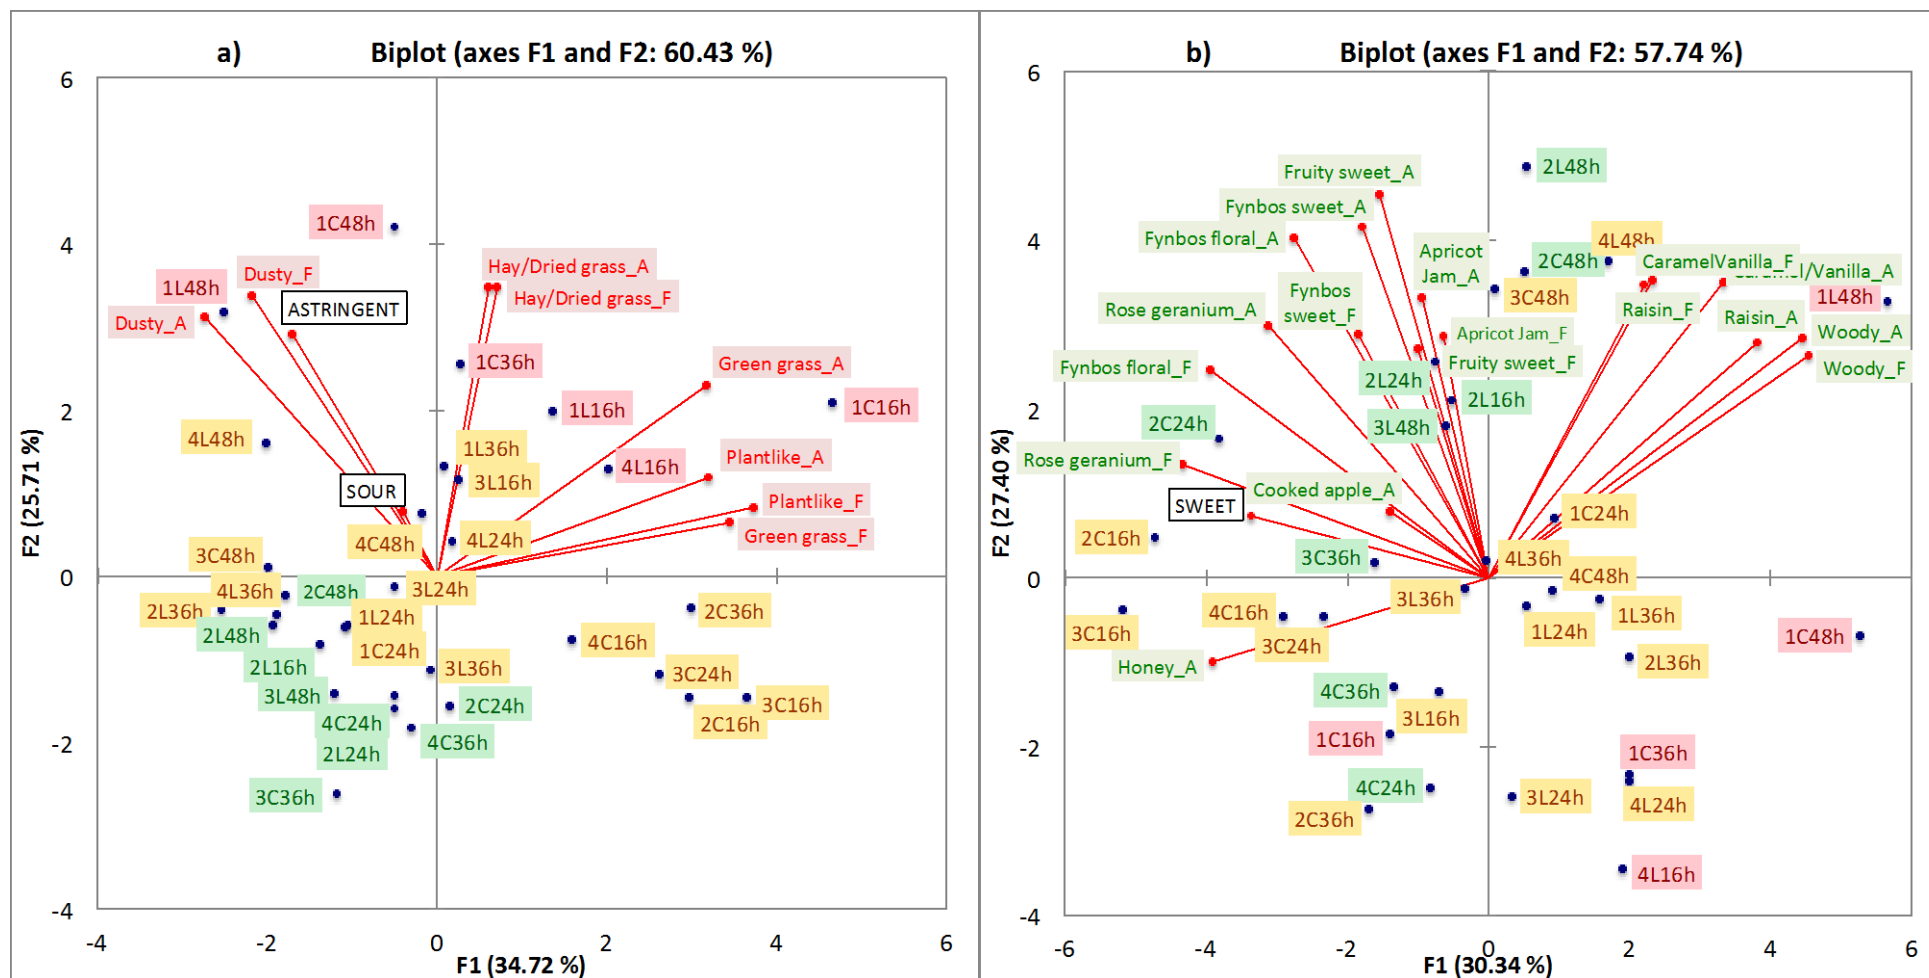 a)
Biplot (axes F1 and F2: 60.43 %)
6
1C48h
4
Hay/Dried grass_A
Dusty_F
1L48h
Hay/Dried grass_F
ASTRINGENT
Dusty_A
1C36h
Green grass_A
1L16h
1C16h
2
4L48h
1L36h
Plantlike_A
4L16h
3L16h
SOUR
Plantlike_F
Green grass_F
4C48h
4L24h
F2 (25.71 %)
3C48h
0
4L36h
2C48h
3L24h
2L36h
1L24h
2C36h
2L48h
4C16h
1C24h
2L16h
3L36h
3C24h
3L48h
2C24h
3C16h
4C24h
2C16h
4C36h
2L24h
-2
3C36h
-4
-4
-2
0
2
4
6
F1 (34.72 %)
b)
Biplot (axes F1 and F2: 57.74 %)
6
Fruity sweet_A
2L48h
Fynbos sweet_A
Fynbos floral_A
4L48h
4
Apricot
Jam_A
2C48h
CaramelVanilla_F
Caramel/Vanilla_A
3C48h
1L48h
Fynbos
sweet_F
Rose geranium_A
Raisin_F
Raisin_A
Apricot Jam_F
Woody_A
Fynbos floral_F
Fruity sweet_F
Woody_F
2L24h
2
2L16h
2C24h
3L48h
Rose geranium_F
Cooked apple_A
SWEET
1C24h
2C16h
3C36h
4L36h
F2 (27.40 %)
0
4C48h
3L36h
1L36h
4C16h
3C16h
1L24h
3C24h
1C48h
Honey_A
2L36h
4C36h
3L16h
1C16h
1C36h
-2
4C24h
3L24h
4L24h
2C36h
4L16h
-4
-6
-4
-2
0
2
4
6
F1 (30.34 %)